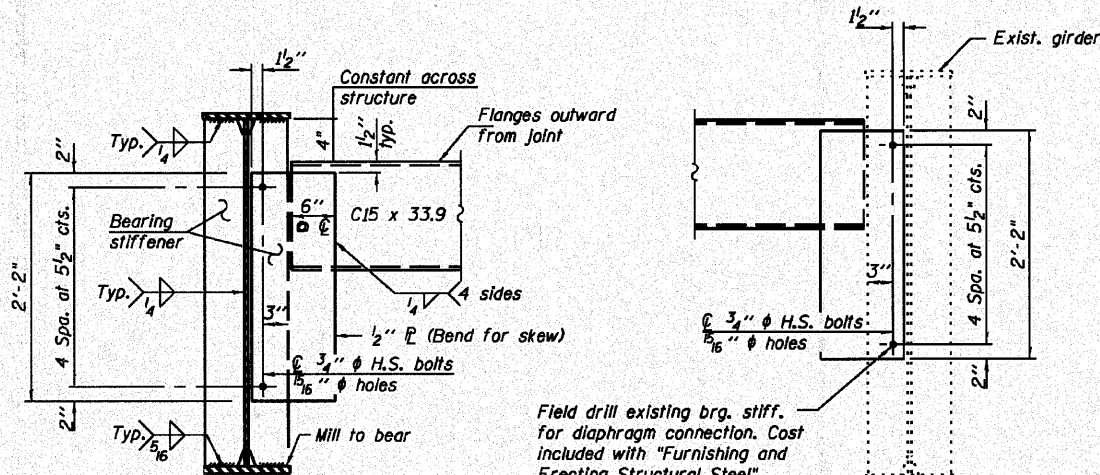 1½"
Constant across
structure
Flanges outward
from joint
4"
1½"
typ.
Typ.
¼
2"
Bearing
stiffener
6"
C15 x 33.9
2'-2"
4 Spa. at 5½" cts.
Typ.
¼
3"
¼
4 sides
½" ℄ (Bend for skew)
℄ ¾" ϕ H.S. bolts
15/16" ϕ holes
2"
Typ.
5/16
Mill to bear
1½"
Exist. girder
2"
3"
4 Spa. at 5½" cts.
2'-2"
℄ ¾" ϕ H.S. bolts
15/16" ϕ holes
2"
Field drill existing brg. stiff.
for diaphragm connection. Cost
included with "Furnishing and
Erecting Structural Steel"